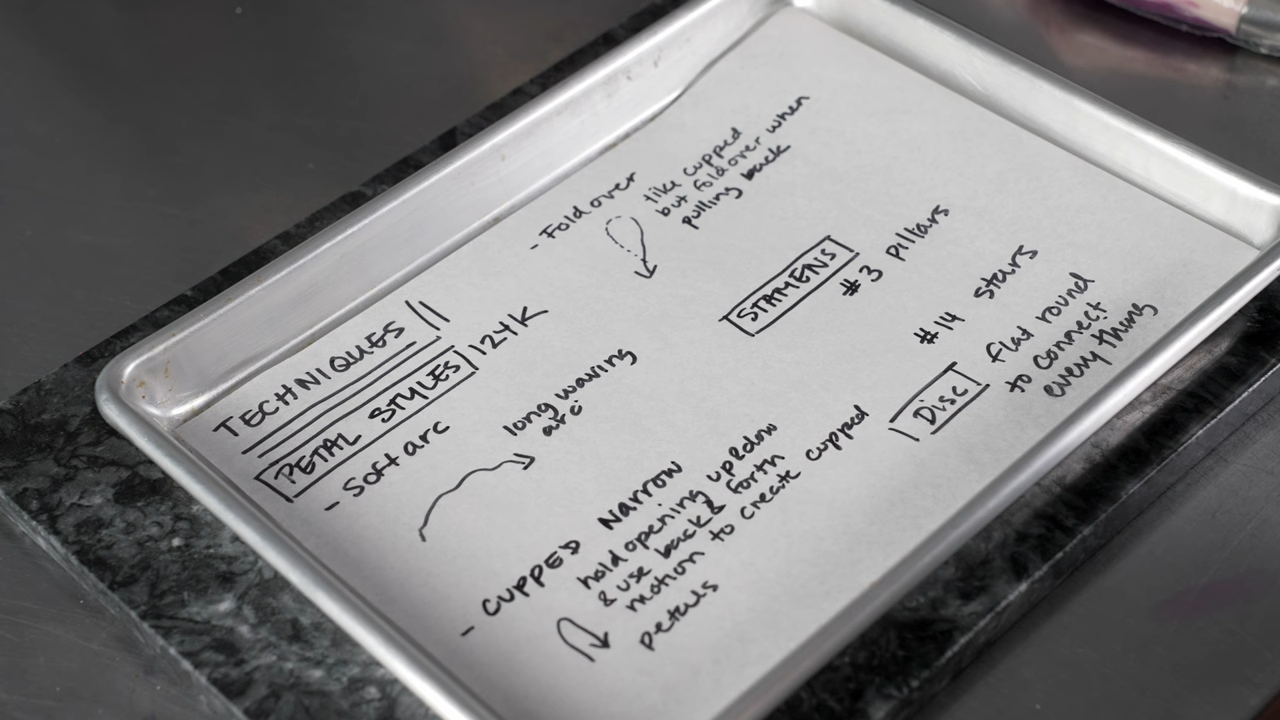 TECHNIQUES //
PETAL STYLES / 124K
- Soft arc
long waving
arc
- CUPPED NARROW
hold opening up/down
& use back & forth
motion to create cupped
petals
- Fold over
like cupped
but fold over when
pulling back
STAMENS
#3 pillars
#14 stars
Disc
flat round
to connect
everything